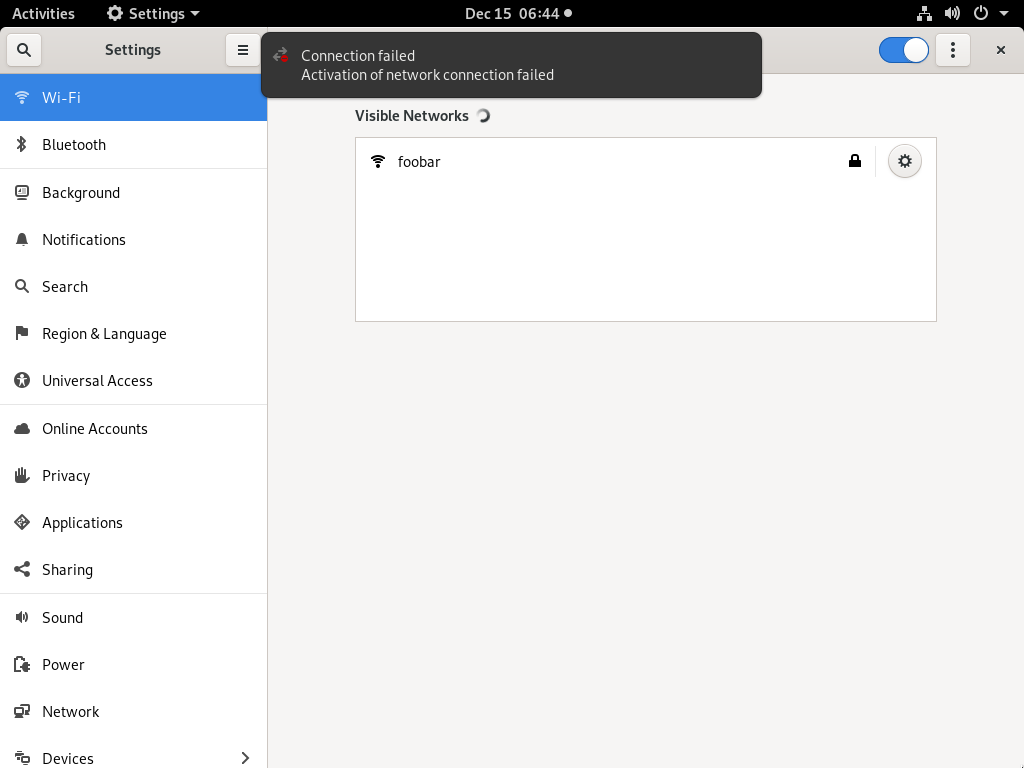 Activities
Settings
Dec 15 06:44
Settings
Connection failed
Activation of network connection failed
Wi-Fi
Bluetooth
Background
Notifications
Search
Region & Language
Universal Access
Online Accounts
Privacy
Applications
Sharing
Sound
Power
Network
Devices
Visible Networks
foobar